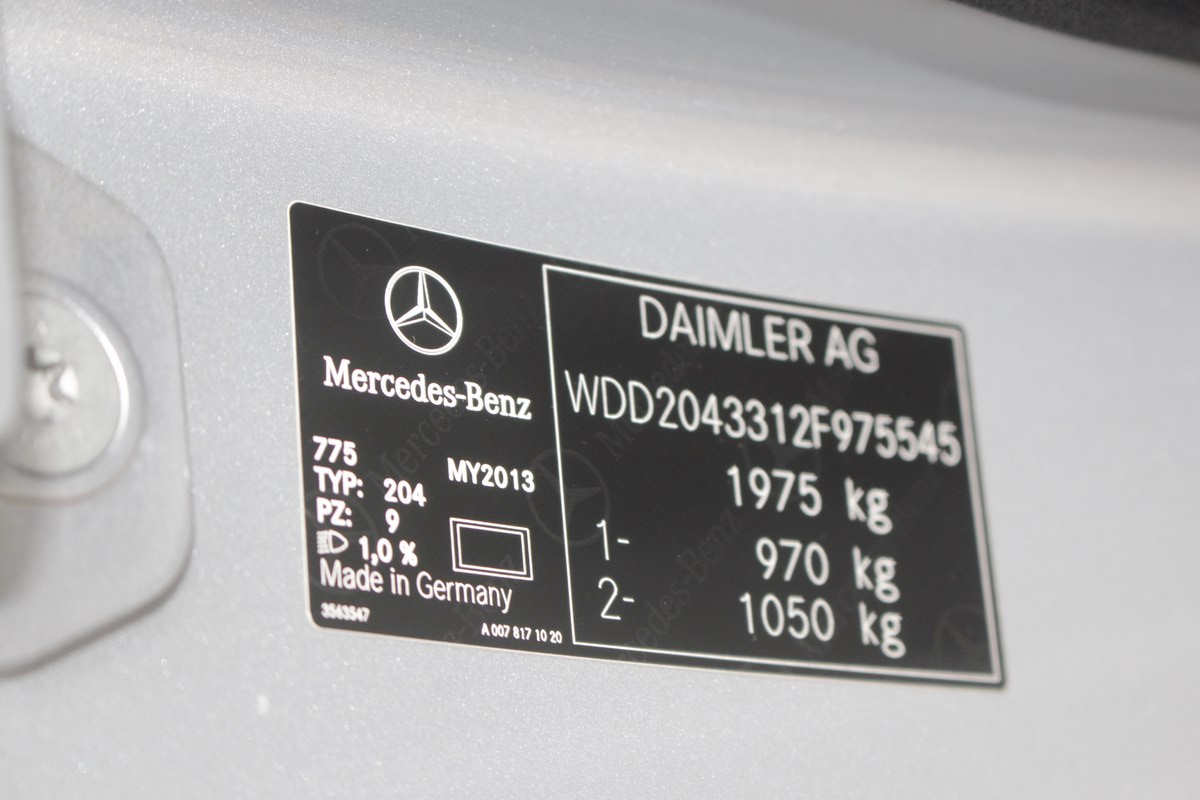 Mercedes-Benz
775
MY2013
TYP: 204
PZ: 9
1,0 %
Made in Germany
3563547
A 007 817 10 20
DAIMLER AG
WDD2043312F975545
1975 kg
1- 970 kg
2- 1050 kg